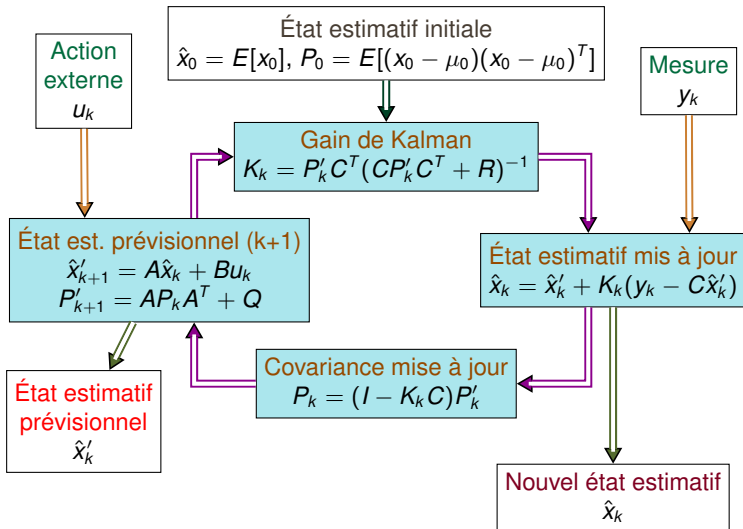 État estimatif initiale
x̂₀ = E[x₀], P₀ = E[(x₀ − μ₀)(x₀ − μ₀)ᵀ]
Action
externe
uₖ
Mesure
yₖ
Gain de Kalman
Kₖ = P′ₖCᵀ(CP′ₖCᵀ + R)⁻¹
État est. prévisionnel (k+1)
x̂′ₖ₊₁ = Ax̂ₖ + Buₖ
P′ₖ₊₁ = APₖAᵀ + Q
État estimatif mis à jour
x̂ₖ = x̂′ₖ + Kₖ(yₖ − Cx̂′ₖ)
Covariance mise à jour
Pₖ = (I − KₖC)P′ₖ
État estimatif
prévisionnel
x̂′ₖ
Nouvel état estimatif
x̂ₖ